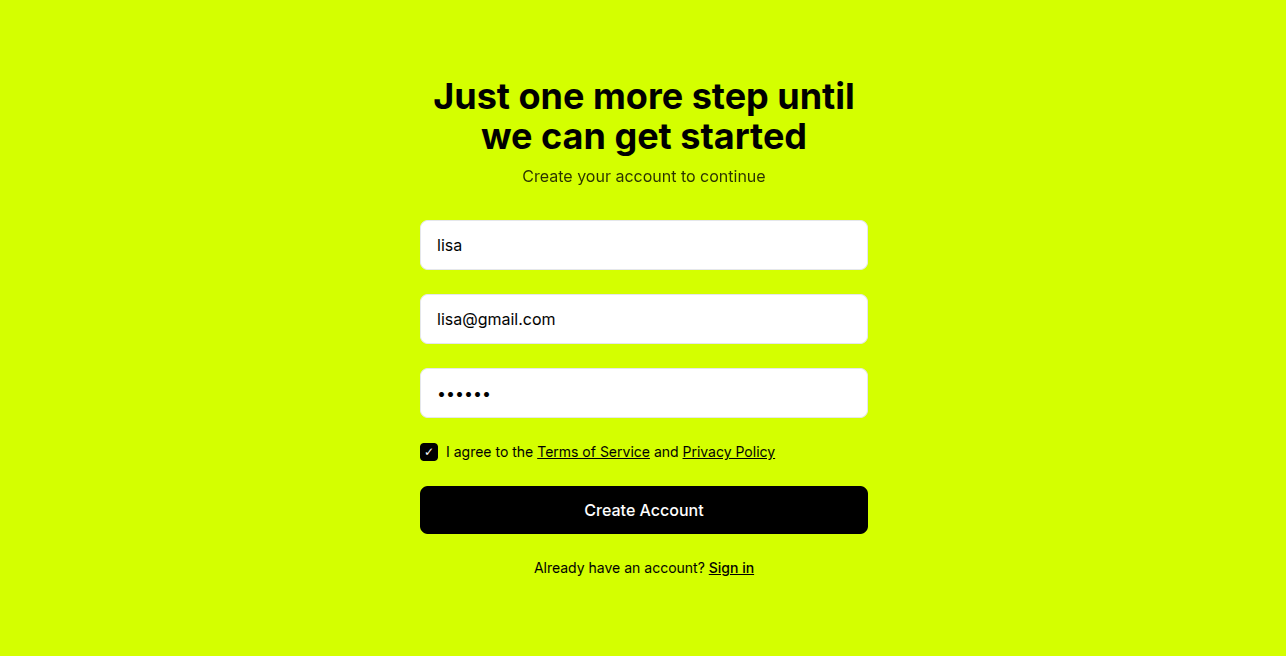 Just one more step until
we can get started
Create your account to continue
lisa
lisa@gmail.com
••••••
✓ I agree to the Terms of Service and Privacy Policy
Create Account
Already have an account? Sign in